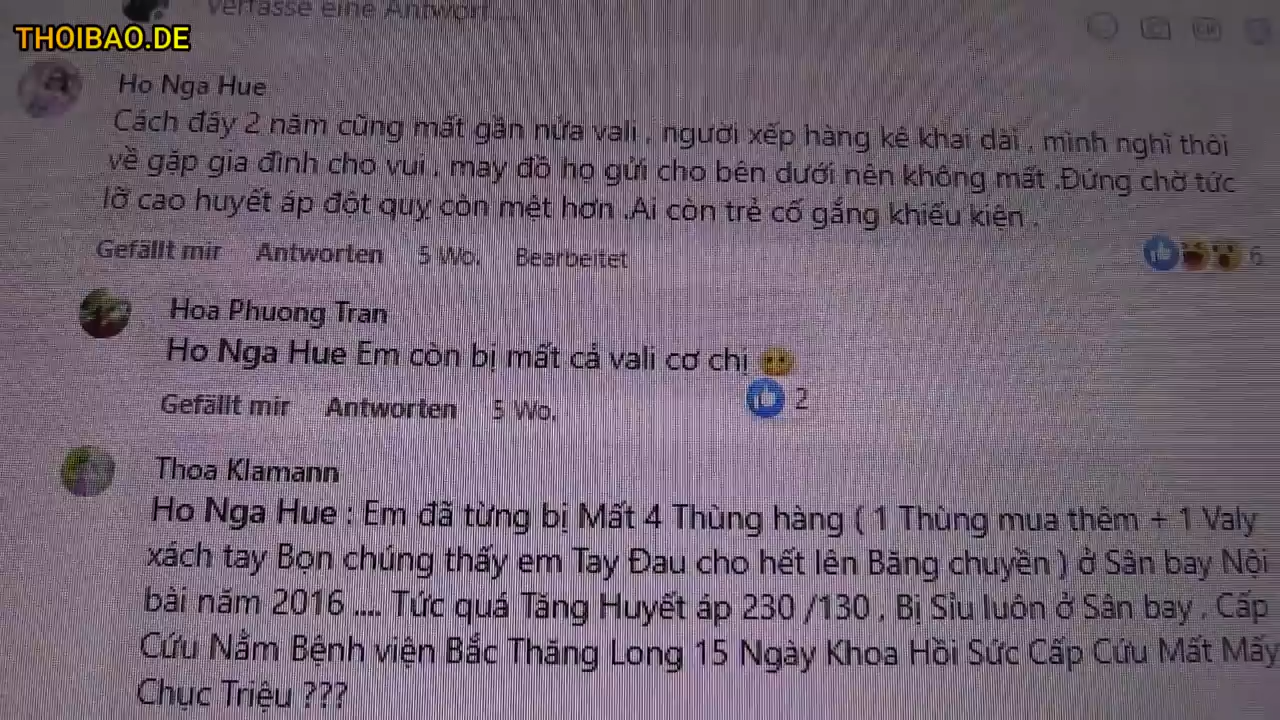 Verfasse eine Antwort...
THOIBAO.DE
Ho Nga Hue
Cách đây 2 năm cũng mất gần nửa vali , người xếp hàng kê khai dài , mình nghĩ thôi
về gặp gia đình cho vui , may đồ họ gửi cho bên dưới nên không mất .Đứng chờ tức
lỡ cao huyết áp đột quỵ còn mệt hơn .Ai còn trẻ cố gắng khiếu kiện .
Gefällt mir Antworten 5 Wo. Bearbeitet 6
Hoa Phuong Tran
Ho Nga Hue Em còn bị mất cả vali cơ chị
Gefällt mir Antworten 5 Wo. 2
Thoa Klamann
Ho Nga Hue : Em đã từng bị Mất 4 Thùng hàng ( 1 Thùng mua thêm + 1 Valy
xách tay Bọn chúng thấy em Tay Đau cho hết lên Băng chuyền ) ở Sân bay Nội
bài năm 2016 .... Tức quá Tăng Huyết áp 230 /130 , Bị Sỉu luôn ở Sân bay , Cấp
Cứu Nằm Bệnh viện Bắc Thăng Long 15 Ngày Khoa Hồi Sức Cấp Cứu Mất Mấy
Chục Triệu ???